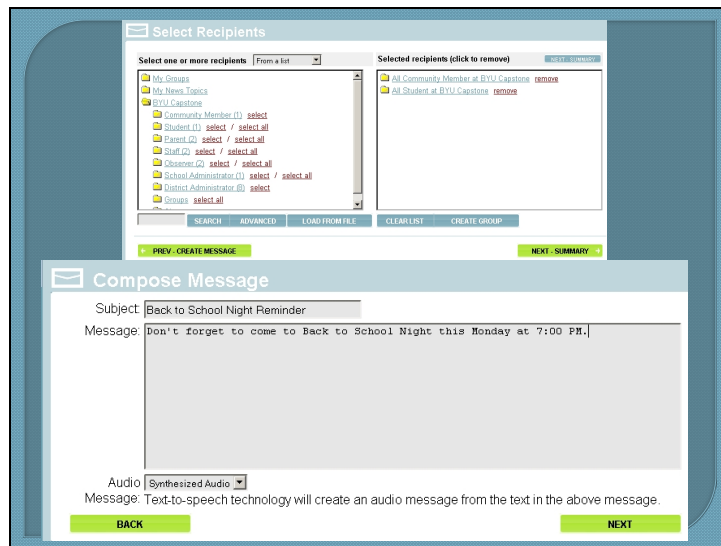 Select Recipients
Select one or more recipients From a list
Selected recipients (click to remove) NEXT - SUMMARY
My Groups
My News Topics
BYU Capstone
Community Member (1) select
Student (1) select / select all
Parent (2) select / select all
Staff (2) select / select all
Observer (2) select / select all
School Administrator (1) select / select all
District Administrator (8) select
Groups select all
All Community Member at BYU Capstone remove
All Student at BYU Capstone remove
SEARCH ADVANCED LOAD FROM FILE CLEAR LIST CREATE GROUP
PREV - CREATE MESSAGE NEXT - SUMMARY
Compose Message
Subject: Back to School Night Reminder
Message: Don't forget to come to Back to School Night this Monday at 7:00 PM.
Audio Synthesized Audio
Message: Text-to-speech technology will create an audio message from the text in the above message.
BACK NEXT